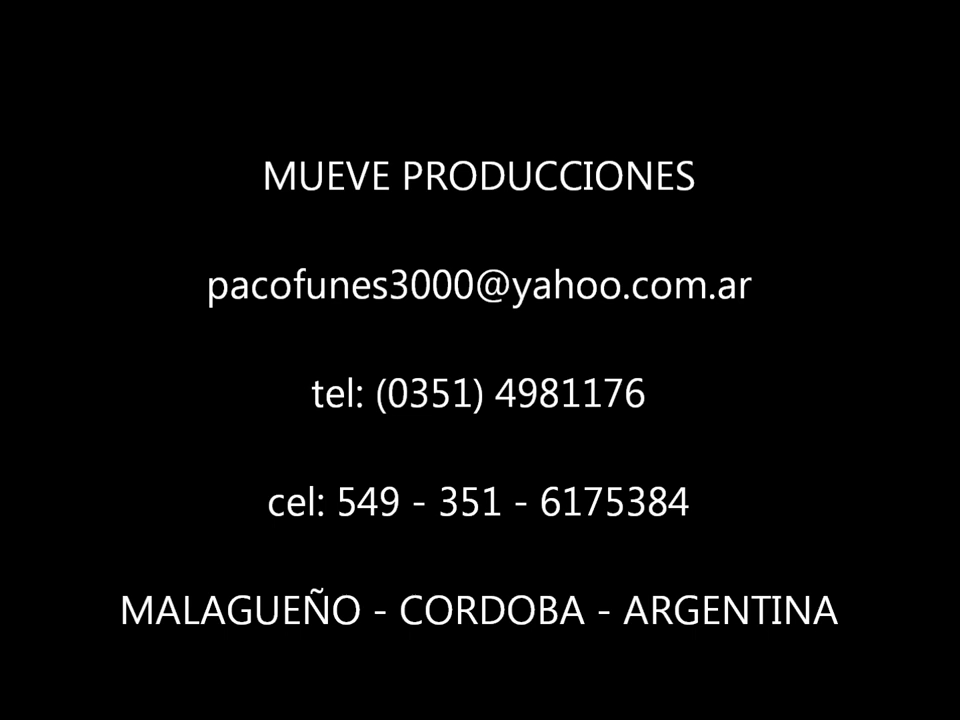 MUEVE PRODUCCIONES
pacofunes3000@yahoo.com.ar
tel: (0351) 4981176
cel: 549 - 351 - 6175384
MALAGUEÑO - CORDOBA - ARGENTINA